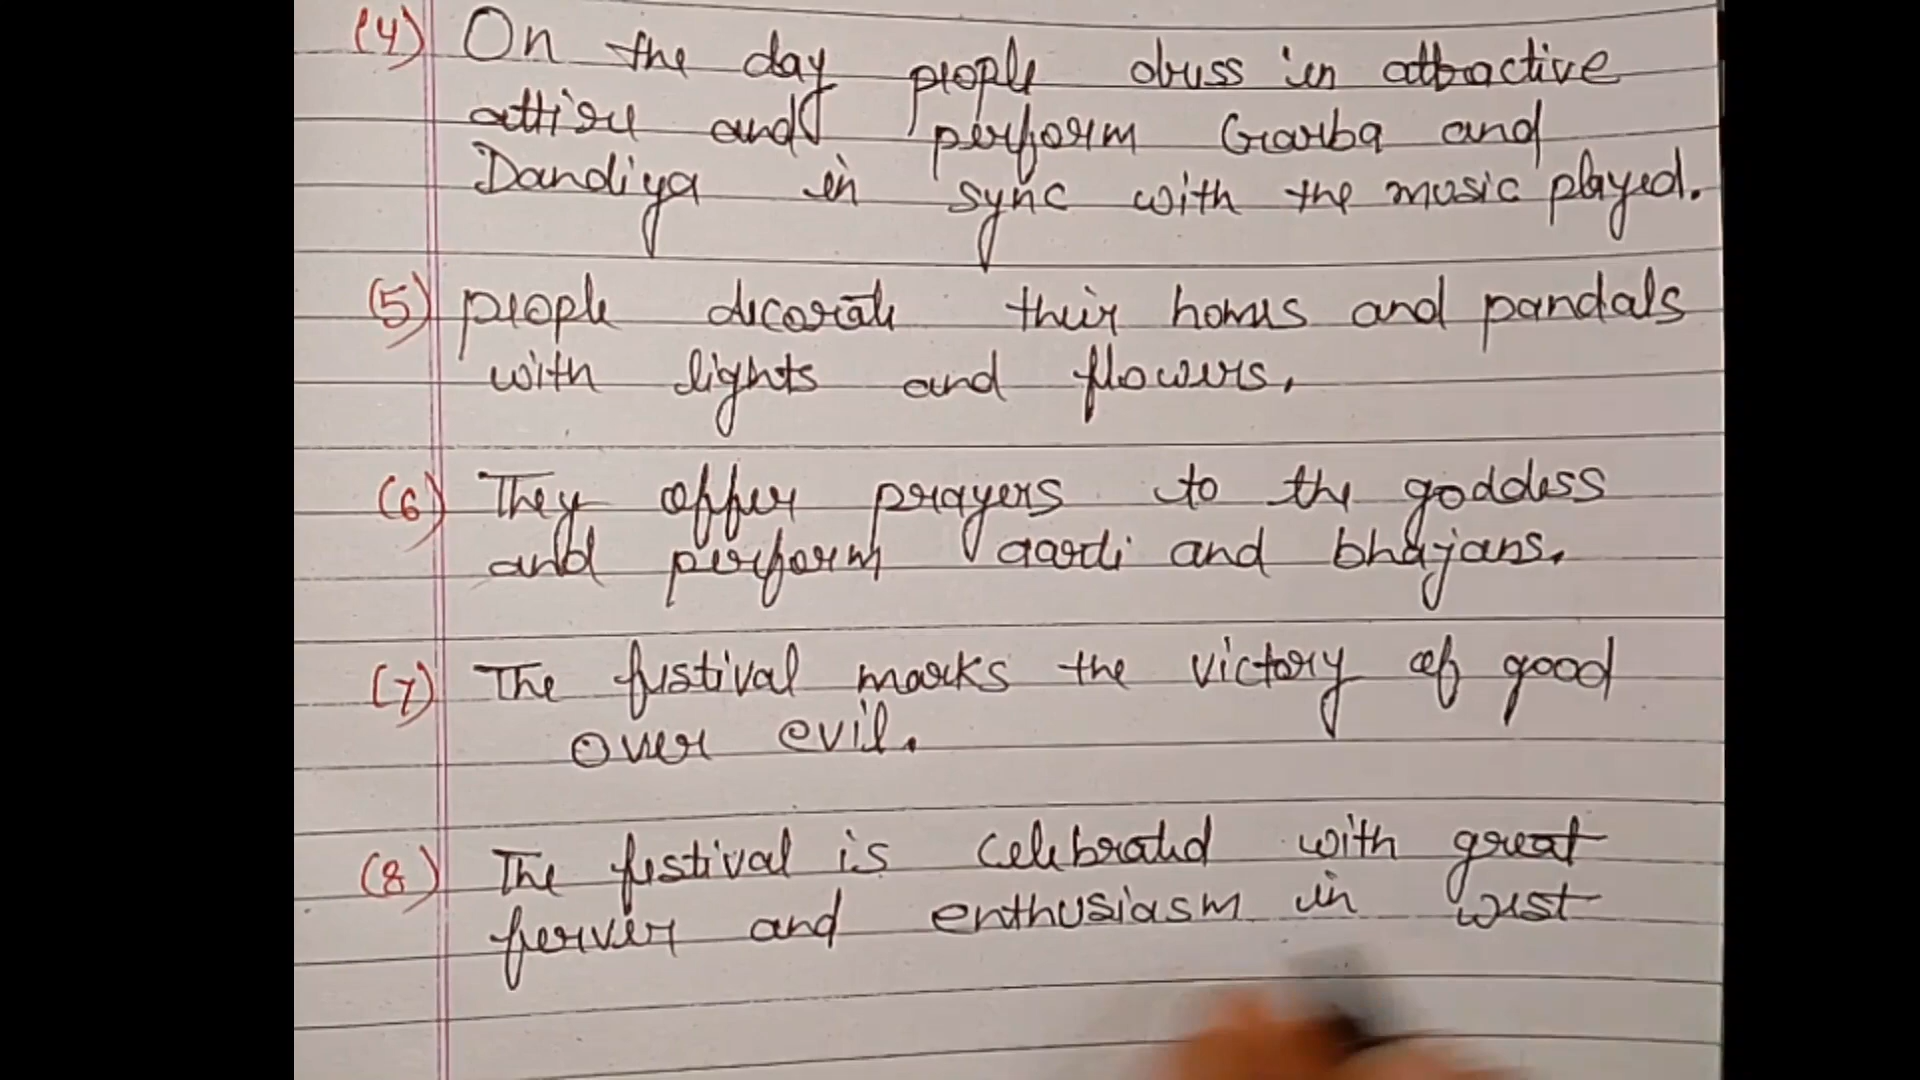 (4) On the day people dress in attractive
attire and perform Garba and
Dandiya in sync with the music played.
(5) people decorate their homes and pandals
with lights and flowers.
(6) They offer prayers to the goddess
and perform aarti and bhajans.
(7) The festival marks the victory of good
over evil.
(8) The festival is celebrated with great
ferver and enthusiasm in west